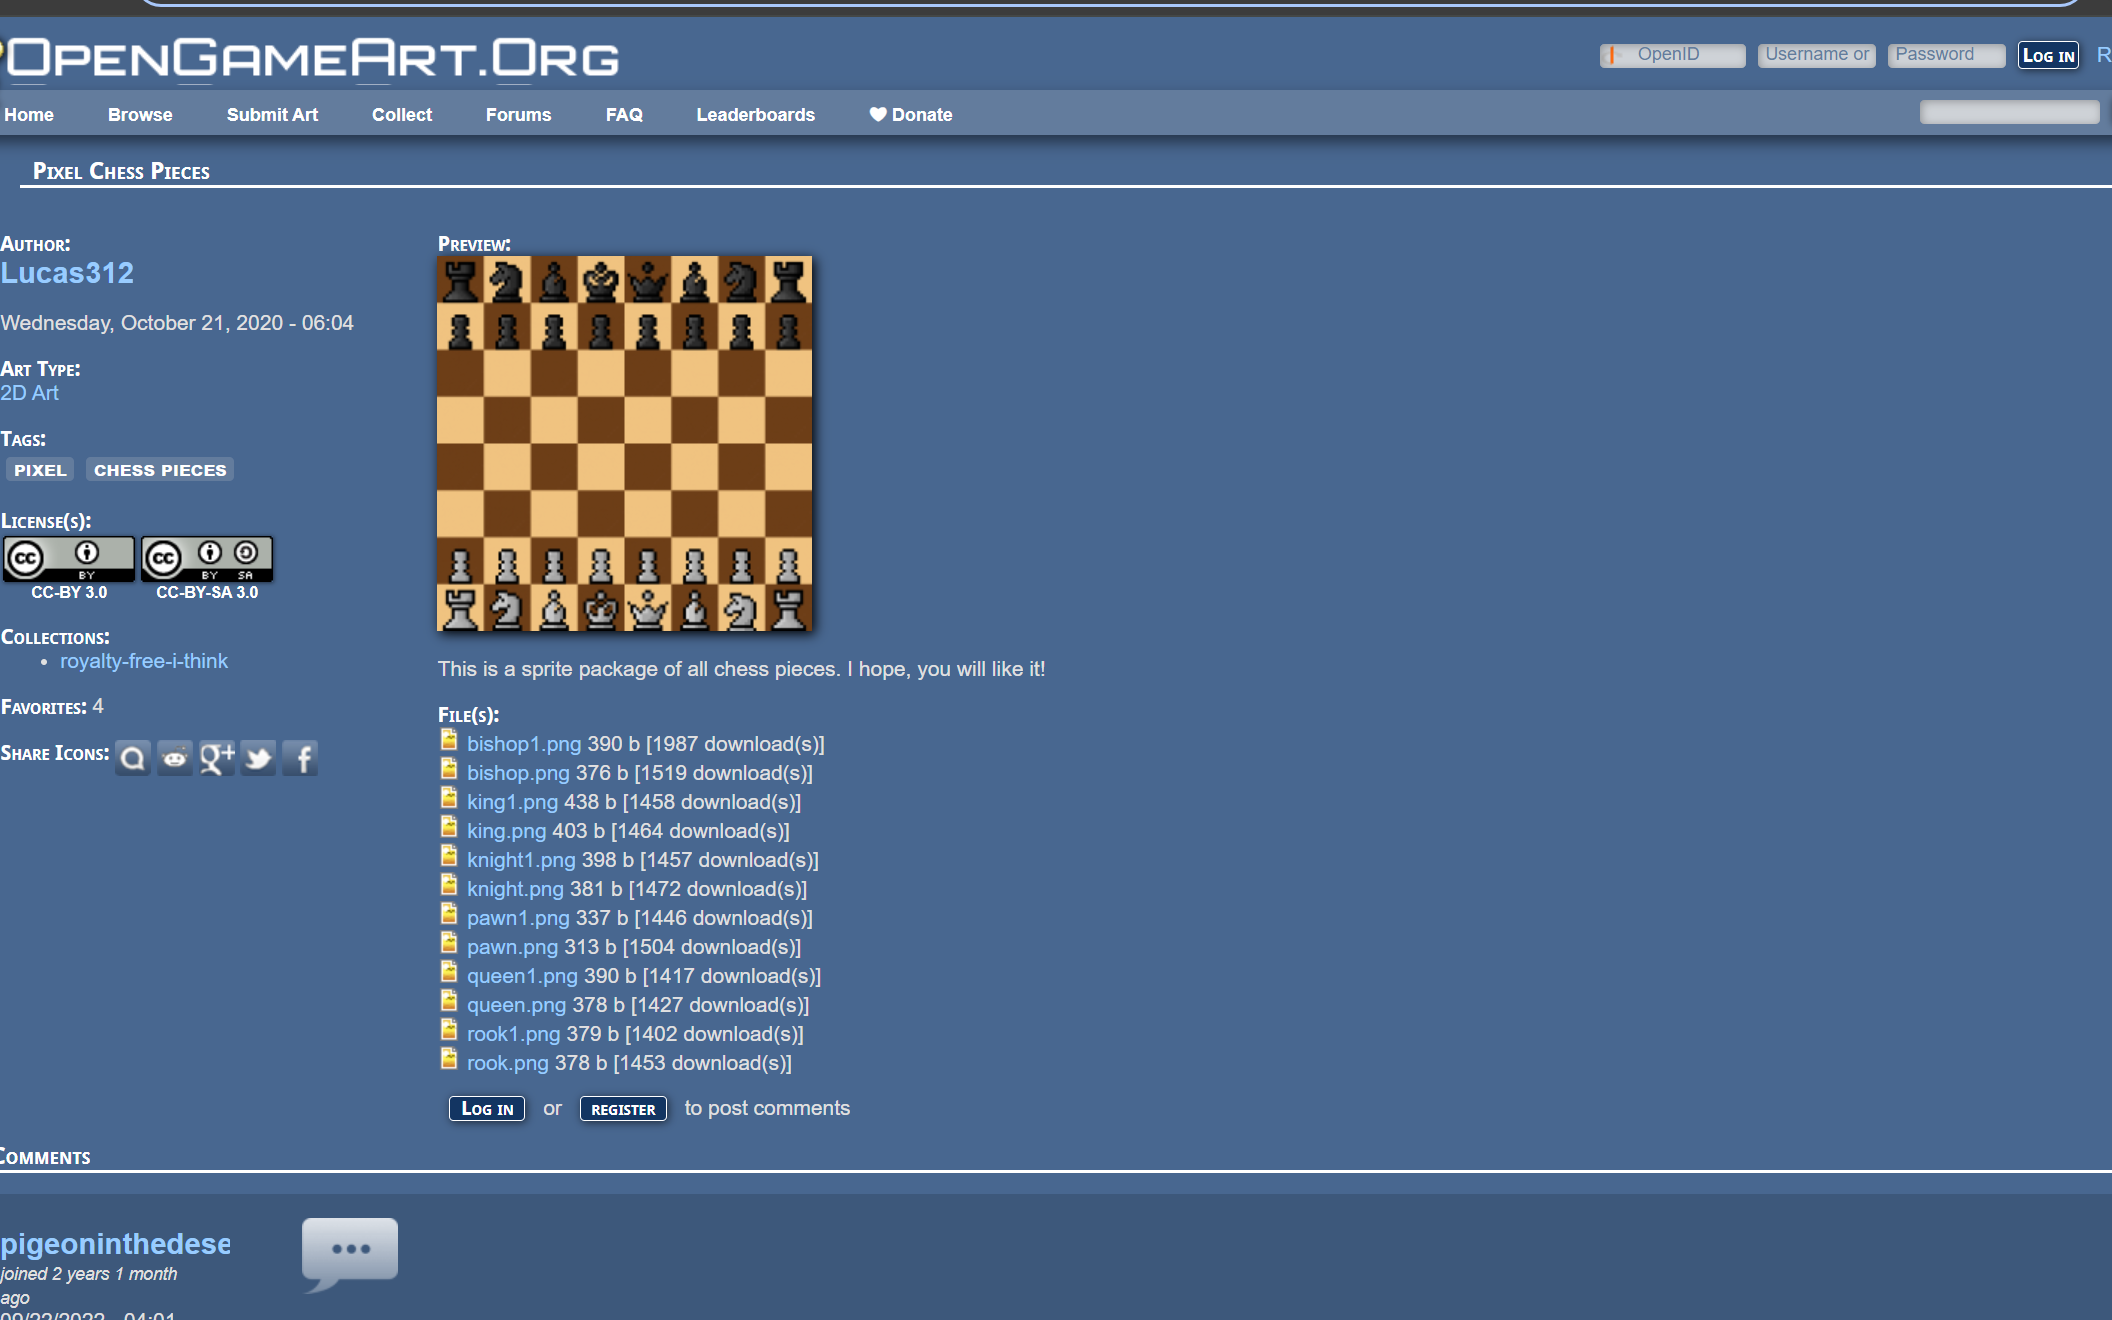 OpenGameArt.Org
OpenID
Username or
Password
Log in
R
Home Browse Submit Art Collect Forums FAQ Leaderboards Donate
Pixel Chess Pieces
Author:
Lucas312
Wednesday, October 21, 2020 - 06:04
Art Type:
2D Art
Tags:
PIXEL CHESS PIECES
License(s):
cc BY cc BY SA
CC-BY 3.0 CC-BY-SA 3.0
Collections:
• royalty-free-i-think
Favorites: 4
Share Icons:
Preview:
This is a sprite package of all chess pieces. I hope, you will like it!
File(s):
bishop1.png 390 b [1987 download(s)]
bishop.png 376 b [1519 download(s)]
king1.png 438 b [1458 download(s)]
king.png 403 b [1464 download(s)]
knight1.png 398 b [1457 download(s)]
knight.png 381 b [1472 download(s)]
pawn1.png 337 b [1446 download(s)]
pawn.png 313 b [1504 download(s)]
queen1.png 390 b [1417 download(s)]
queen.png 378 b [1427 download(s)]
rook1.png 379 b [1402 download(s)]
rook.png 378 b [1453 download(s)]
Log in or register to post comments
Comments
pigeoninthedese
joined 2 years 1 month
ago